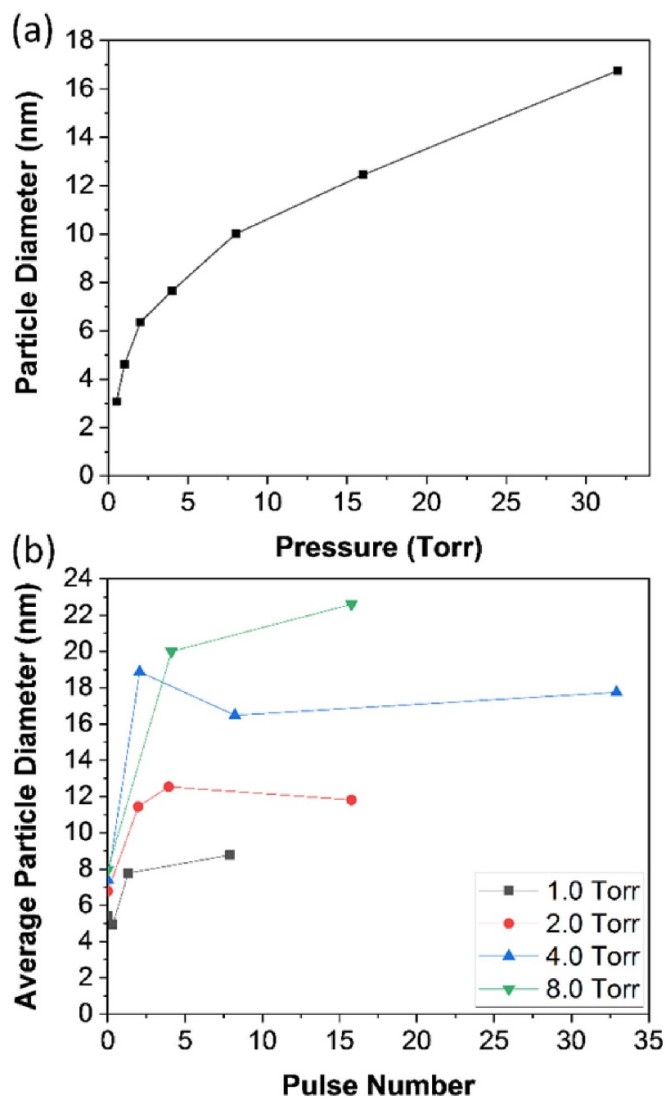 (a)
18
16
14
12
10
8
6
4
2
0
Particle Diameter (nm)
0 5 10 15 20 25 30
Pressure (Torr)
(b)
24
22
20
18
16
14
12
10
8
6
4
2
0
Average Particle Diameter (nm)
1.0 Torr
2.0 Torr
4.0 Torr
8.0 Torr
0 5 10 15 20 25 30 35
Pulse Number